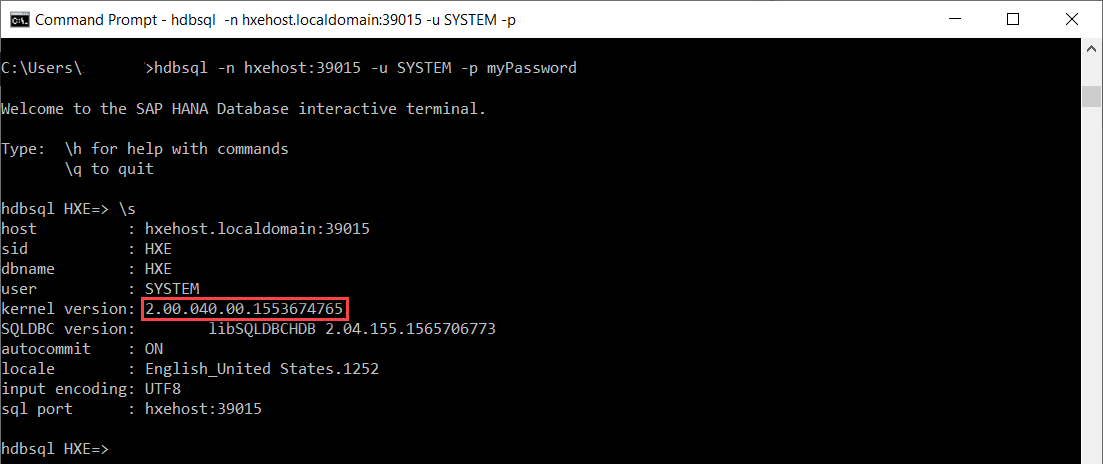 Command Prompt - hdbsql  -n hxehost.localdomain:39015 -u SYSTEM -p
C:\Users\          >hdbsql -n hxehost:39015 -u SYSTEM -p myPassword
Welcome to the SAP HANA Database interactive terminal.
Type:  \h for help with commands
       \q to quit
hdbsql HXE=> \s
host          : hxehost.localdomain:39015
sid           : HXE
dbname        : HXE
user          : SYSTEM
kernel version: 2.00.040.00.1553674765
SQLDBC version:        libSQLDBCHDB 2.04.155.1565706773
autocommit    : ON
locale        : English_United States.1252
input encoding: UTF8
sql port      : hxehost:39015
hdbsql HXE=>